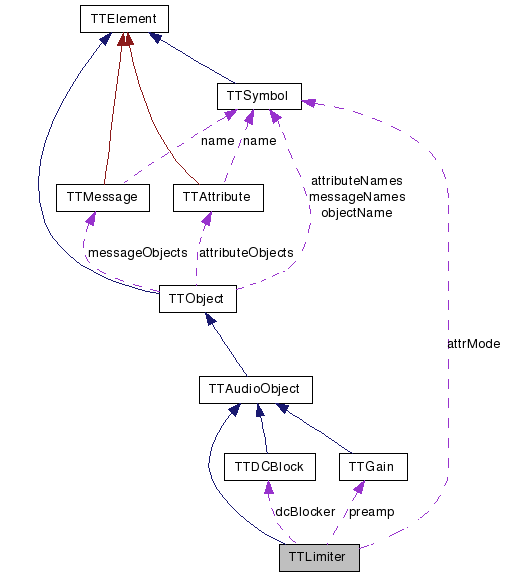 TTElement
TTSymbol
name
name
TTMessage
TTAttribute
attributeNames
messageNames
objectName
messageObjects
attributeObjects
TTObject
attrMode
TTAudioObject
TTDCBlock
TTGain
dcBlocker
preamp
TTLimiter